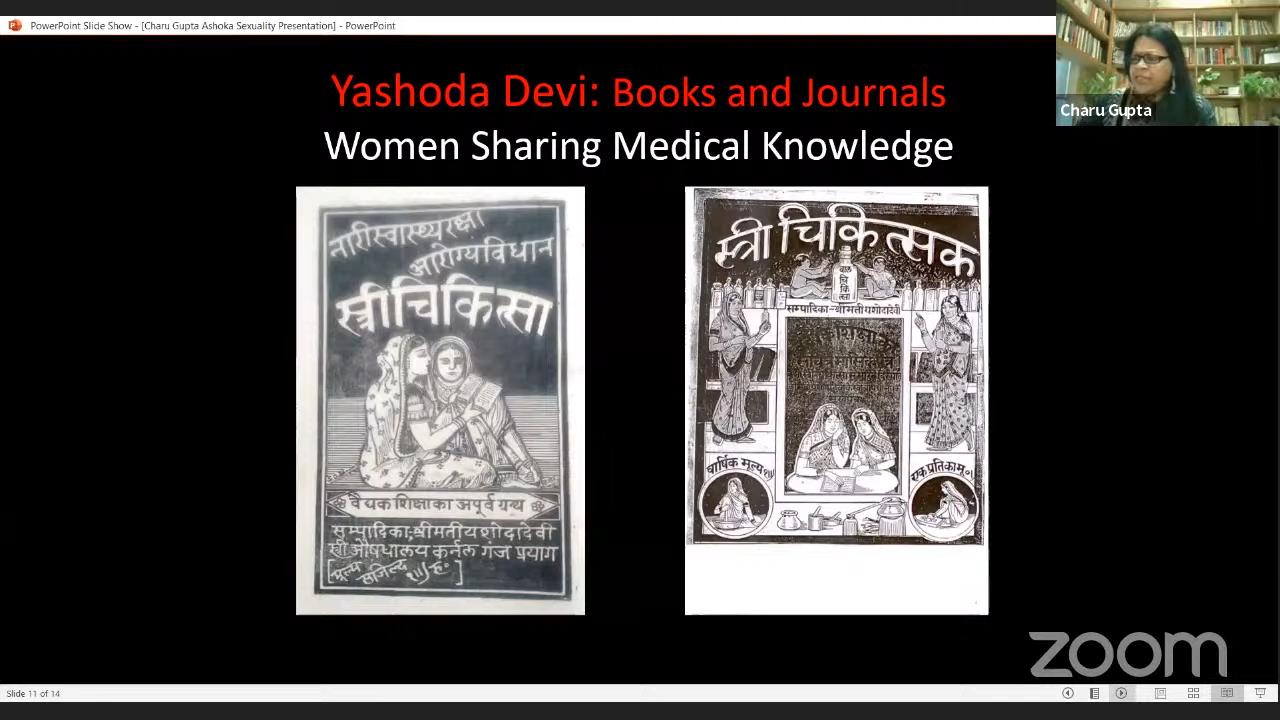 PowerPoint Slide Show - [Charu Gupta Ashoka Sexuality Presentation] - PowerPoint
Charu Gupta
Yashoda Devi: Books and Journals
Women Sharing Medical Knowledge
नारीस्वास्थ्यरक्षा
आरोग्यविधान
स्त्रीचिकित्सा
वैद्यक शिक्षाका अपूर्व ग्रन्थ
सम्पादिका-श्रीमती यशोदादेवी
स्त्री औषधालय कर्नल गंज प्रयाग
मूल्य सजिल्द
स्त्री चिकित्सक
बाल
चि
कि
त्सा
सम्पादिका-श्रीमती यशोदादेवी
वार्षिक मूल्य
एक प्रतिका मू
zoom
Slide 11 of 14